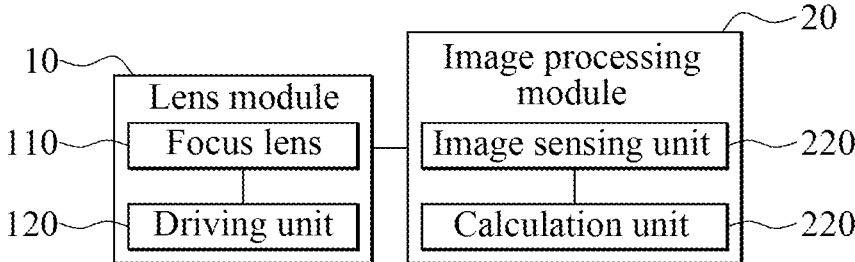 20
10
Image processing
module
Lens module
110
Focus lens
Image sensing unit
220
120
Driving unit
Calculation unit
220